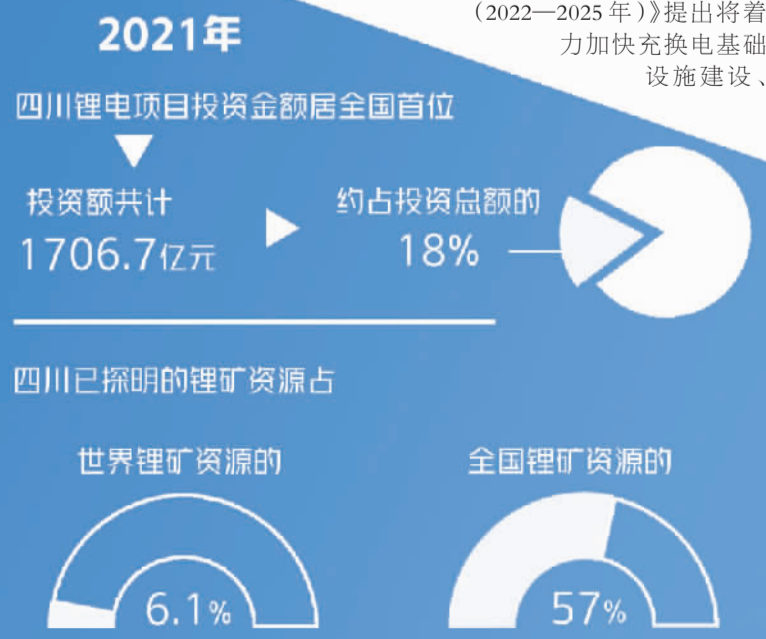 (2022—2025年)》提出将着
力加快充换电基础
设施建设、
2021年
四川锂电项目投资金额居全国首位
投资额共计
1706.7亿元
约占投资总额的
18%
四川已探明的锂矿资源占
世界锂矿资源的
6.1%
全国锂矿资源的
57%